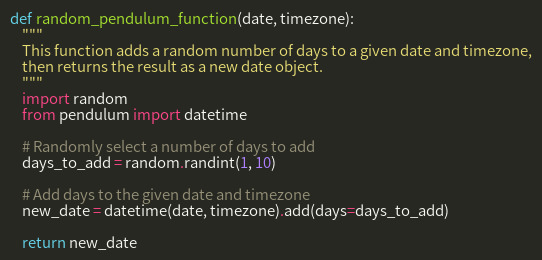 def random_pendulum_function(date, timezone):
    """
    This function adds a random number of days to a given date and timezone,
    then returns the result as a new date object.
    """
    import random
    from pendulum import datetime

    # Randomly select a number of days to add
    days_to_add = random.randint(1, 10)

    # Add days to the given date and timezone
    new_date = datetime(date, timezone).add(days=days_to_add)

    return new_date